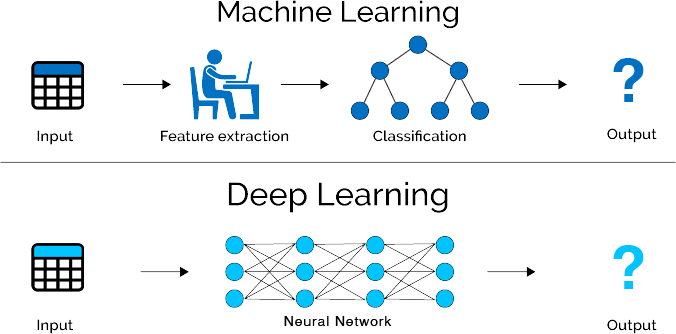 Machine Learning
Input
Feature extraction
Classification
Output
?
Deep Learning
Input
Neural Network
Output
?